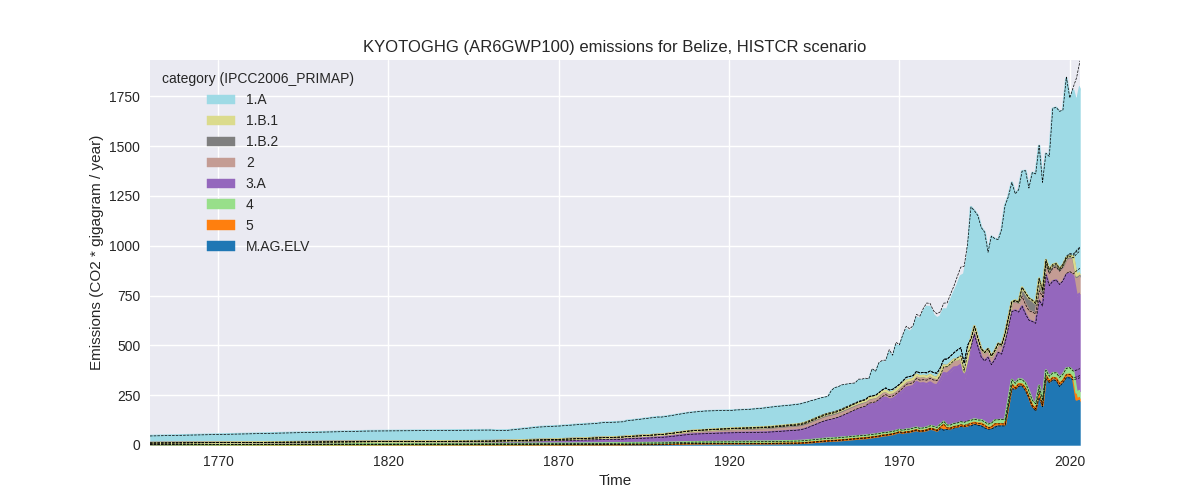 KYOTOGHG (AR6GWP100) emissions for Belize, HISTCR scenario
category (IPCC2006_PRIMAP)
1.A
1.B.1
1.B.2
2
3.A
4
5
M.AG.ELV
Emissions (CO2 * gigagram / year)
1750
1500
1250
1000
750
500
250
0
1770
1820
1870
1920
1970
2020
Time